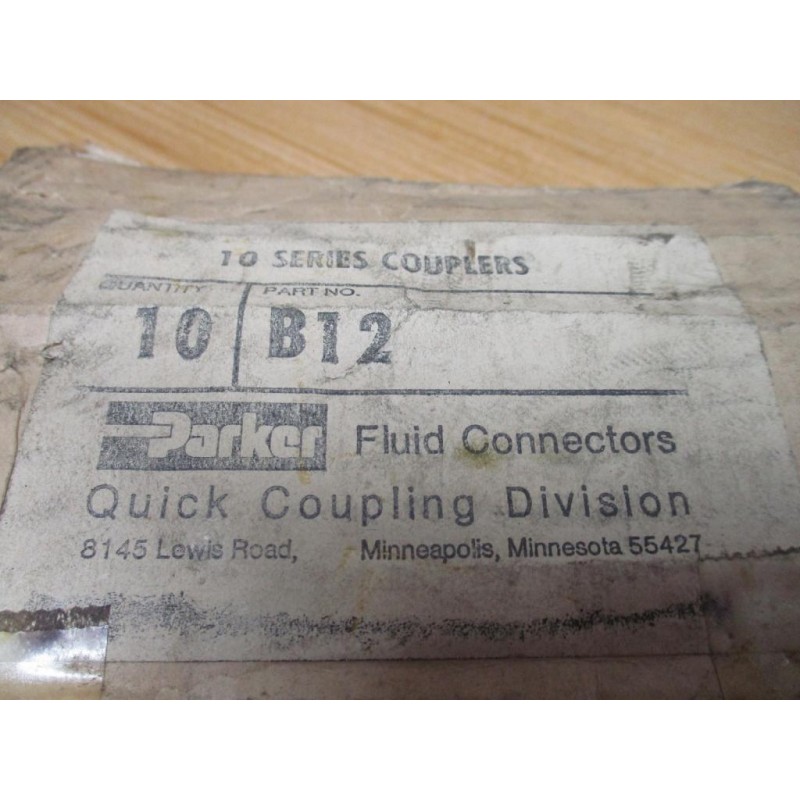 10 SERIES COUPLERS
QUANTITY PART NO.
10 B12
Parker Fluid Connectors
Quick Coupling Division
8145 Lewis Road, Minneapolis, Minnesota 55427